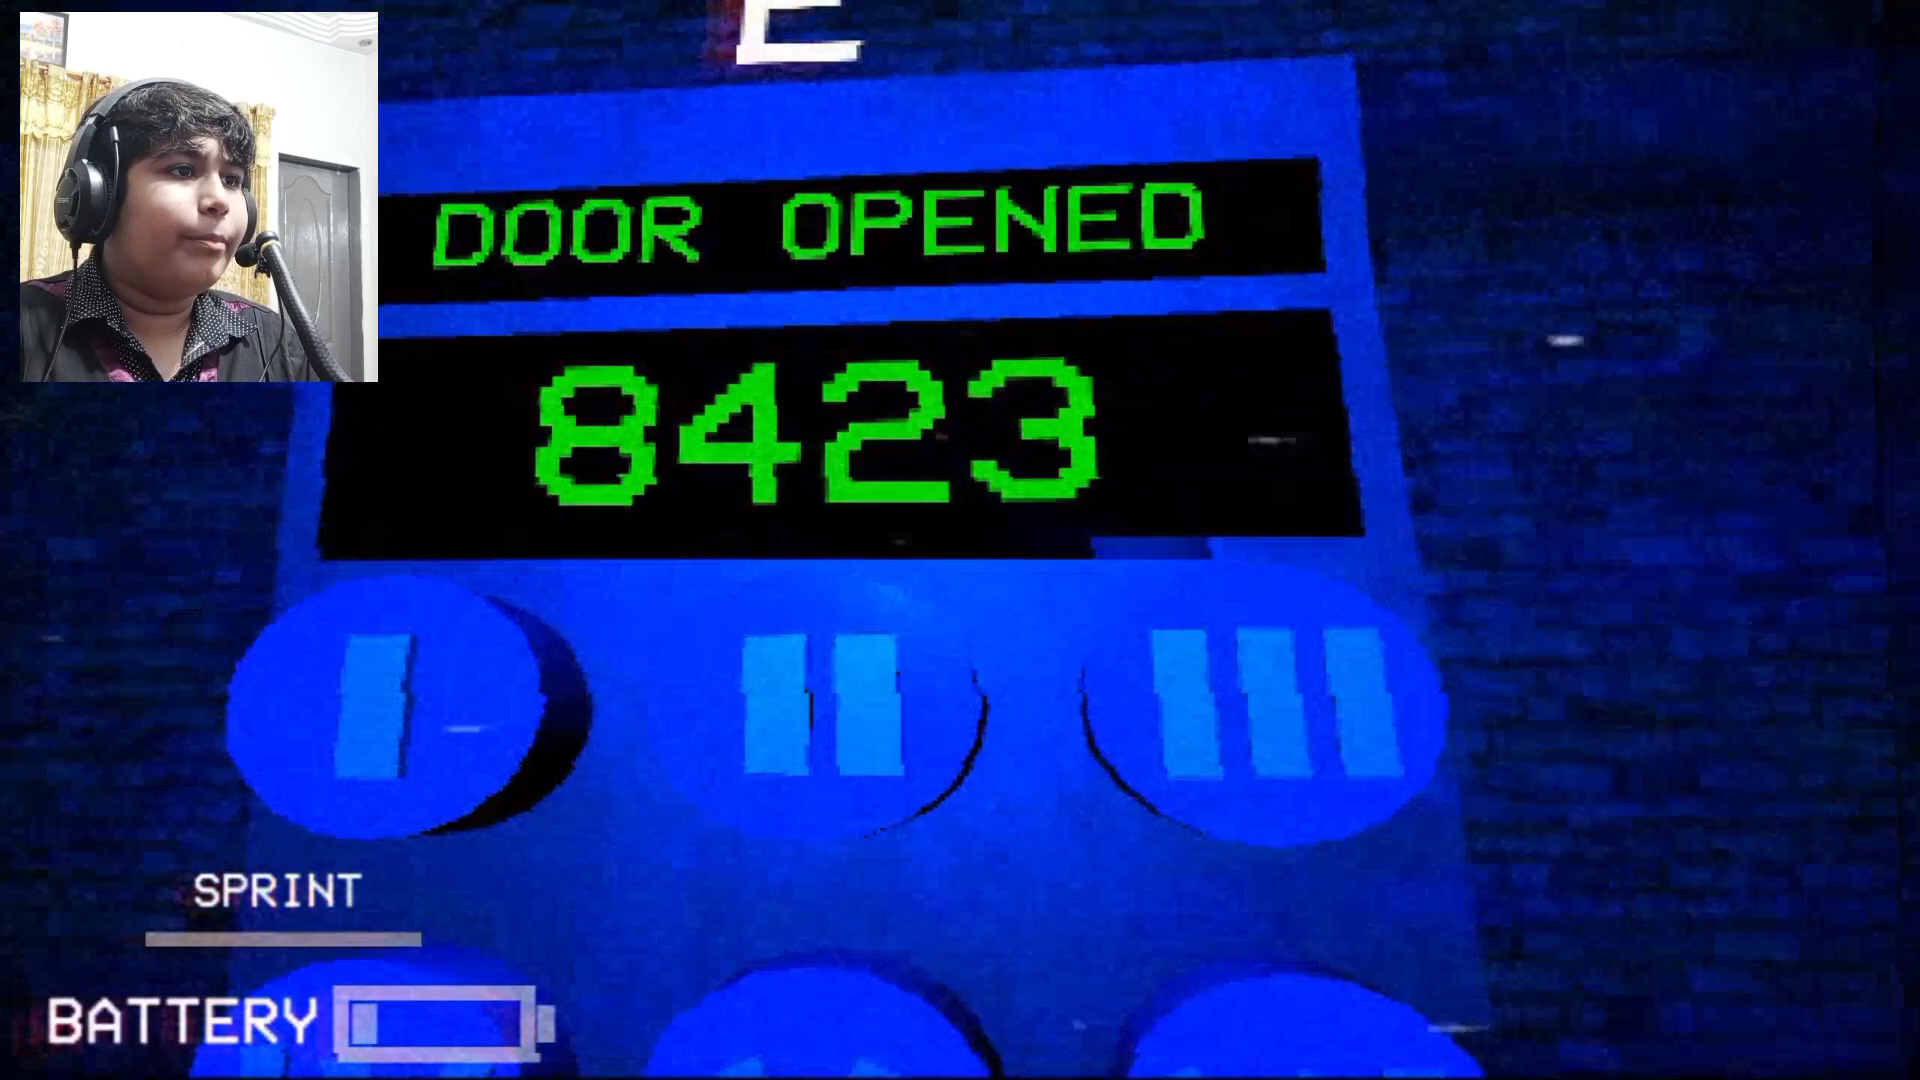 E
DOOR OPENED
8423
I II III
SPRINT
BATTERY